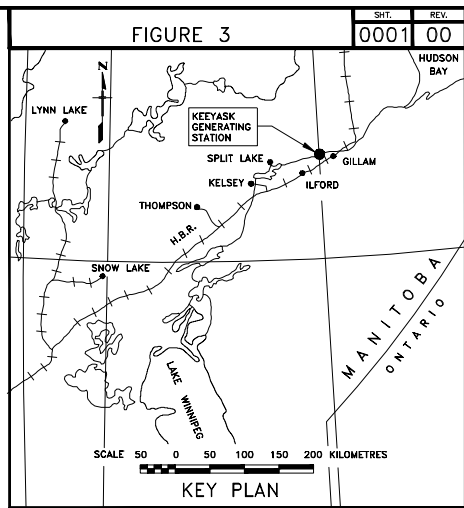 FIGURE 3
SHT.
0001
REV.
00
HUDSON
BAY
N
LYNN LAKE
KEEYASK
GENERATING
STATION
SPLIT LAKE
GILLAM
KELSEY
ILFORD
THOMPSON
H.B.R.
SNOW LAKE
MANITOBA
ONTARIO
LAKE WINNIPEG
SCALE 50 0 50 100 150 200 KILOMETRES
KEY PLAN